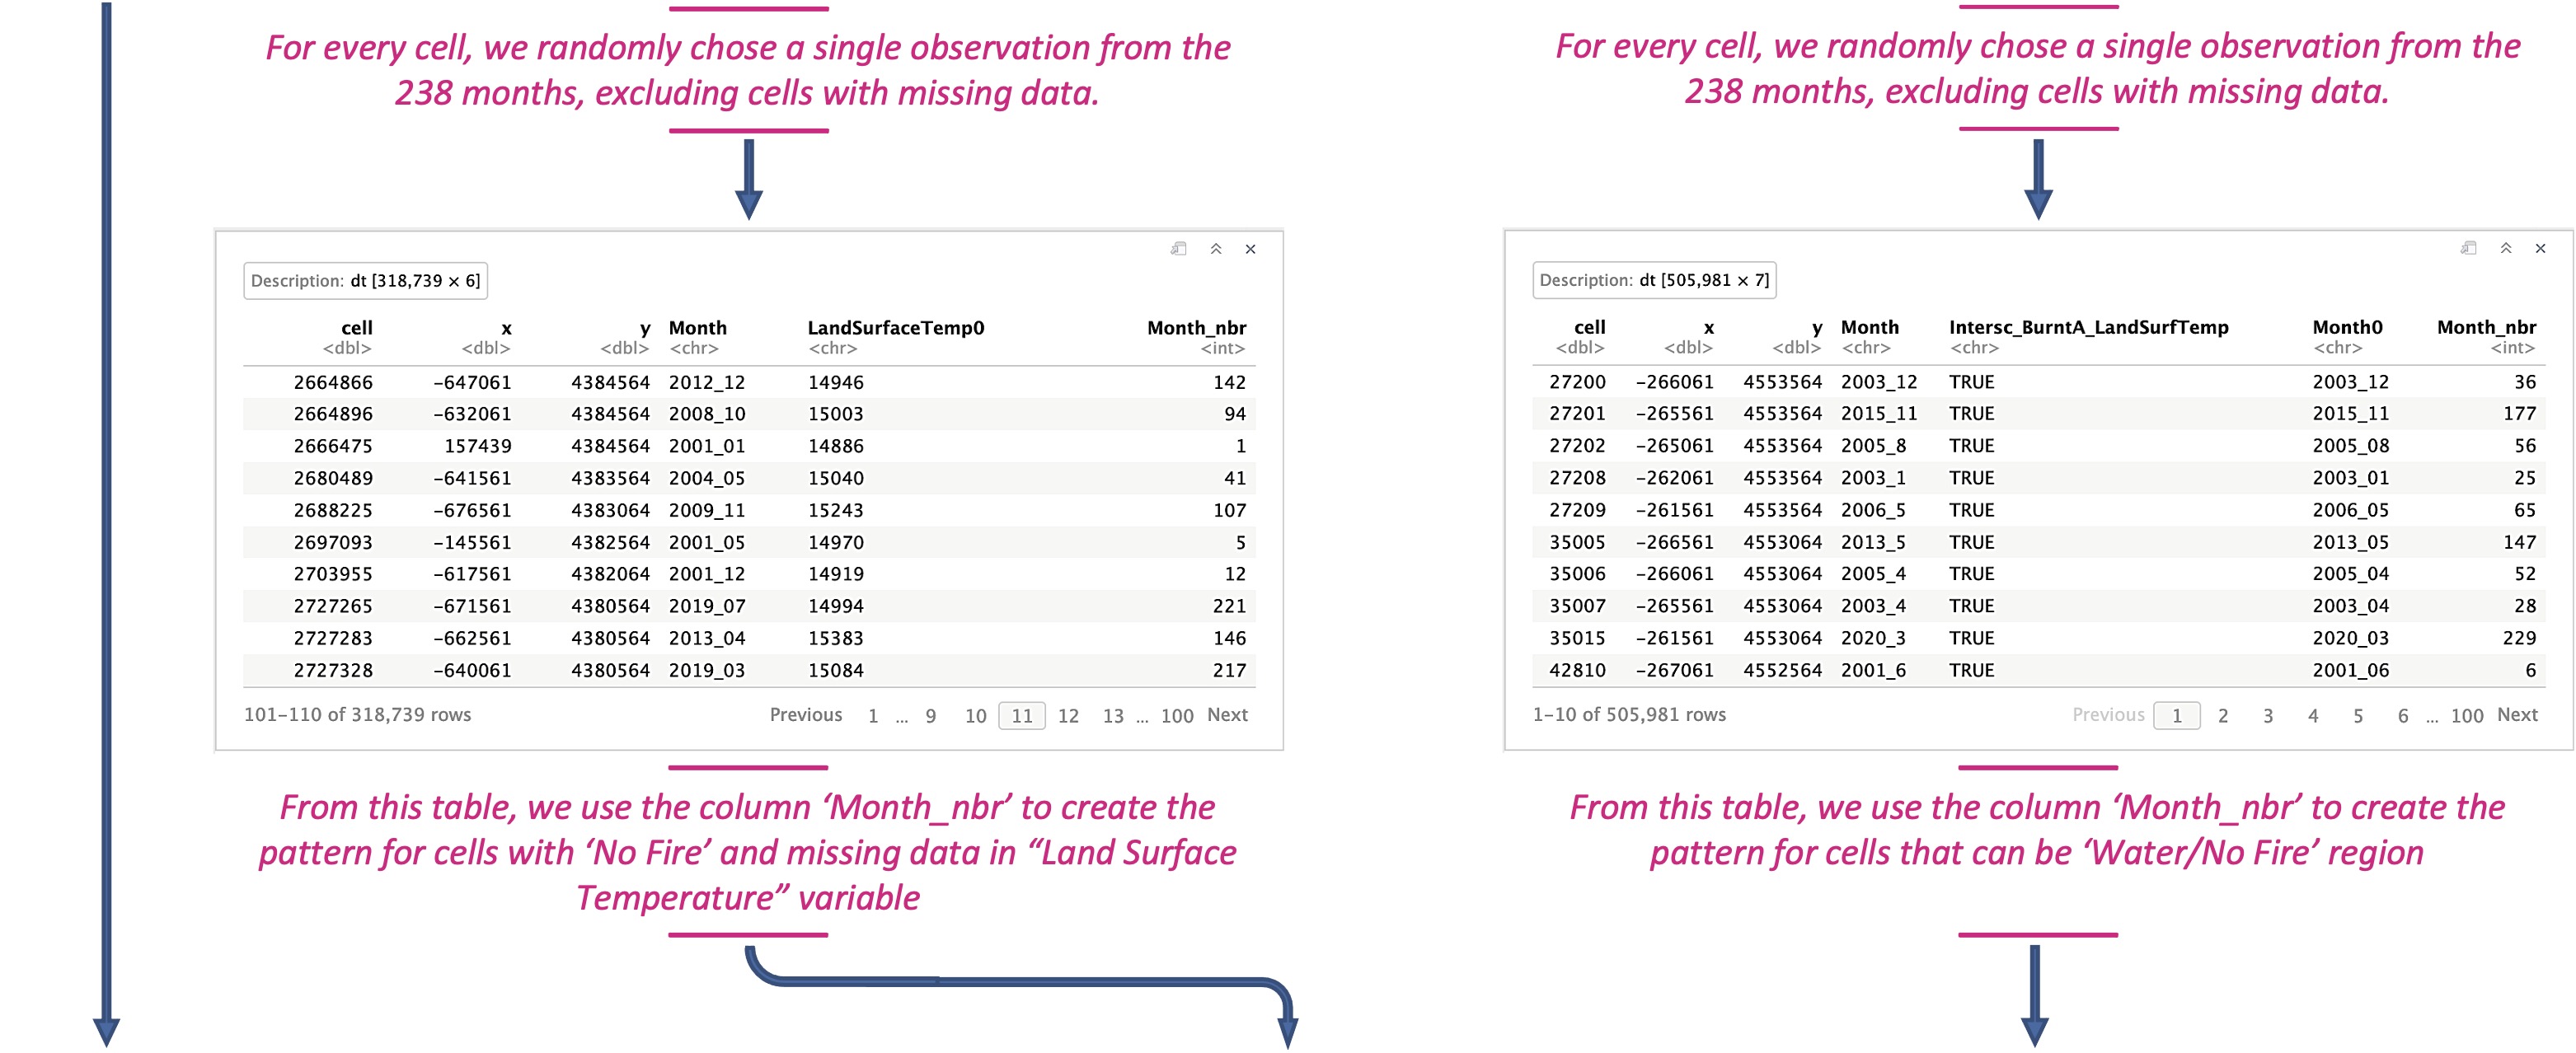 For every cell, we randomly chose a single observation from the
238 months, excluding cells with missing data.
Description: dt [318,739 × 6]
cell x y Month LandSurfaceTemp0 Month_nbr
<dbl> <dbl> <dbl> <chr> <chr> <int>
2664866 -647061 4384564 2012_12 14946 142
2664896 -632061 4384564 2008_10 15003 94
2666475 157439 4384564 2001_01 14886 1
2680489 -641561 4383564 2004_05 15040 41
2688225 -676561 4383064 2009_11 15243 107
2697093 -145561 4382564 2001_05 14970 5
2703955 -617561 4382064 2001_12 14919 12
2727265 -671561 4380564 2019_07 14994 221
2727283 -662561 4380564 2013_04 15383 146
2727328 -640061 4380564 2019_03 15084 217
101-110 of 318,739 rows Previous 1 ... 9 10 11 12 13 ... 100 Next
From this table, we use the column ‘Month_nbr’ to create the
pattern for cells with ‘No Fire’ and missing data in “Land Surface
Temperature” variable
For every cell, we randomly chose a single observation from the
238 months, excluding cells with missing data.
Description: dt [505,981 × 7]
cell x y Month Intersc_BurntA_LandSurfTemp Month0 Month_nbr
<dbl> <dbl> <dbl> <chr> <chr> <chr> <int>
27200 -266061 4553564 2003_12 TRUE 2003_12 36
27201 -265561 4553564 2015_11 TRUE 2015_11 177
27202 -265061 4553564 2005_8 TRUE 2005_08 56
27208 -262061 4553564 2003_1 TRUE 2003_01 25
27209 -261561 4553564 2006_5 TRUE 2006_05 65
35005 -266561 4553064 2013_5 TRUE 2013_05 147
35006 -266061 4553064 2005_4 TRUE 2005_04 52
35007 -265561 4553064 2003_4 TRUE 2003_04 28
35015 -261561 4553064 2020_3 TRUE 2020_03 229
42810 -267061 4552564 2001_6 TRUE 2001_06 6
1-10 of 505,981 rows Previous 1 2 3 4 5 6 ... 100 Next
From this table, we use the column ‘Month_nbr’ to create the
pattern for cells that can be ‘Water/No Fire’ region